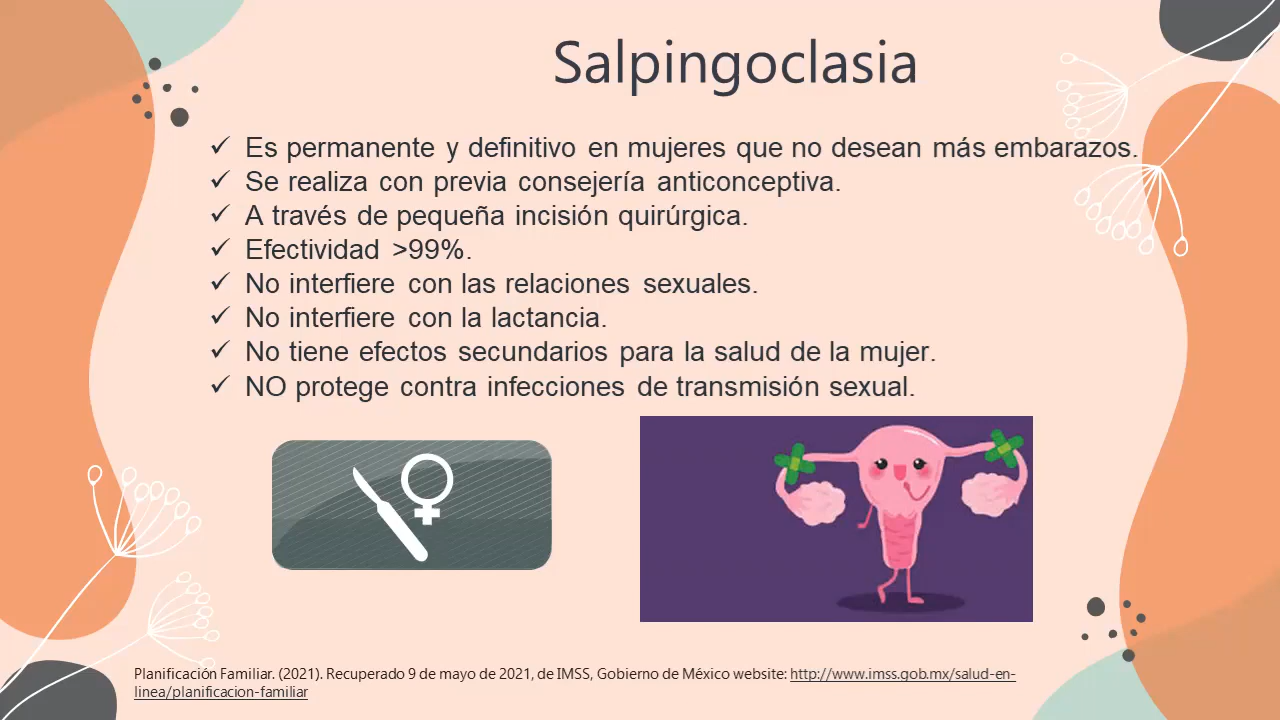 Salpingoclasia
✓ Es permanente y definitivo en mujeres que no desean más embarazos.
✓ Se realiza con previa consejería anticonceptiva.
✓ A través de pequeña incisión quirúrgica.
✓ Efectividad >99%.
✓ No interfiere con las relaciones sexuales.
✓ No interfiere con la lactancia.
✓ No tiene efectos secundarios para la salud de la mujer.
✓ NO protege contra infecciones de transmisión sexual.
Planificación Familiar. (2021). Recuperado 9 de mayo de 2021, de IMSS, Gobierno de México website: http://www.imss.gob.mx/salud-en-
linea/planificacion-familiar